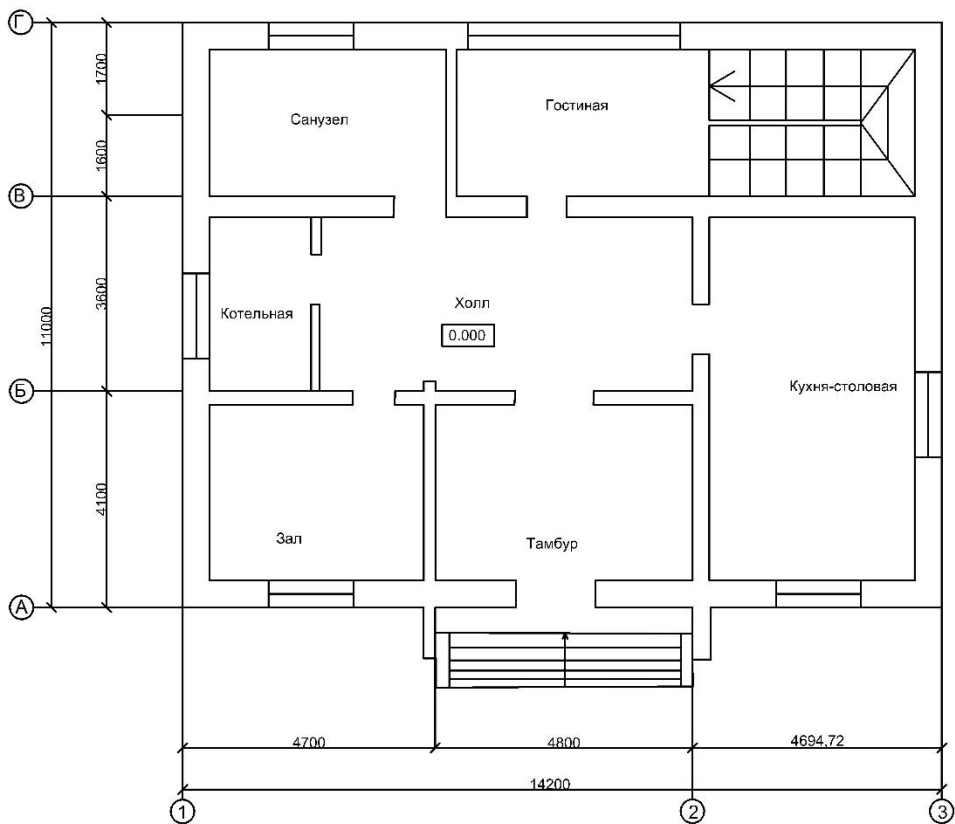 Г
1700
Санузел
Гостиная
1600
В
3600
11000
Котельная
Холл
0.000
Кухня-столовая
Б
4100
Зал
Тамбур
А
4700
4800
4694,72
14200
1
2
3